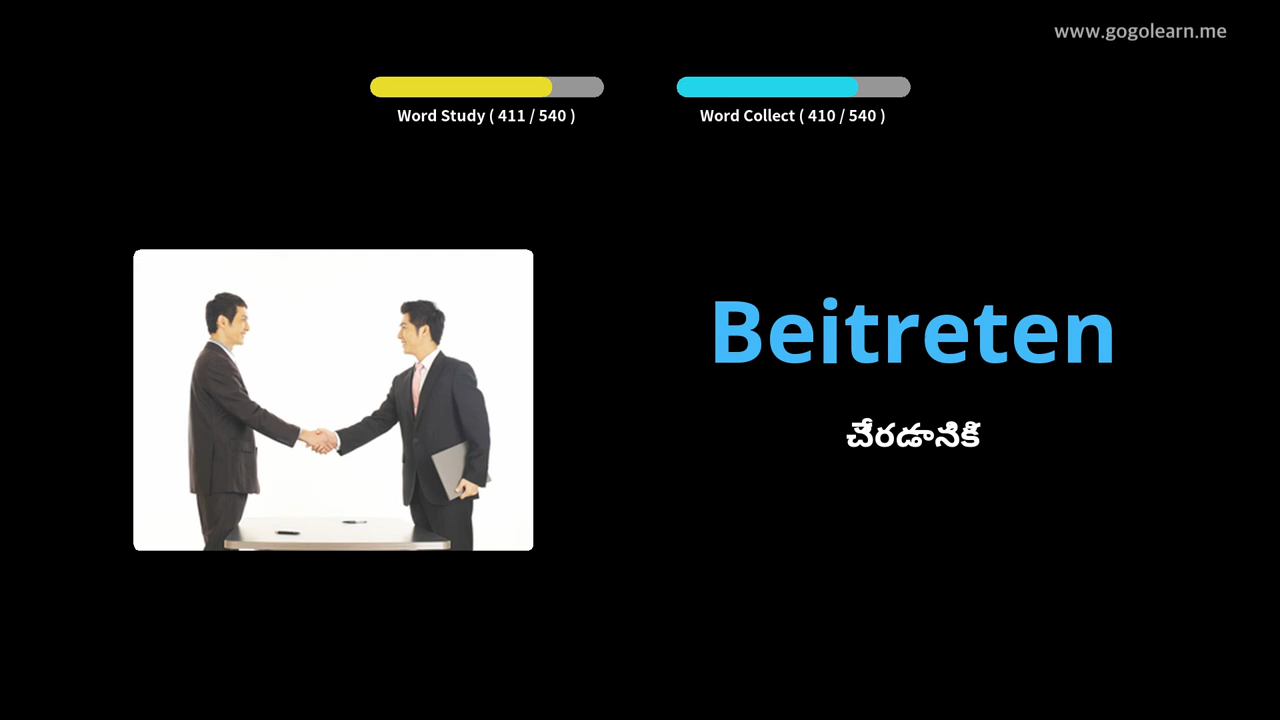 www.gogolearn.me
Word Study ( 411 / 540 )
Word Collect ( 410 / 540 )
Beitreten
చేరడానికి